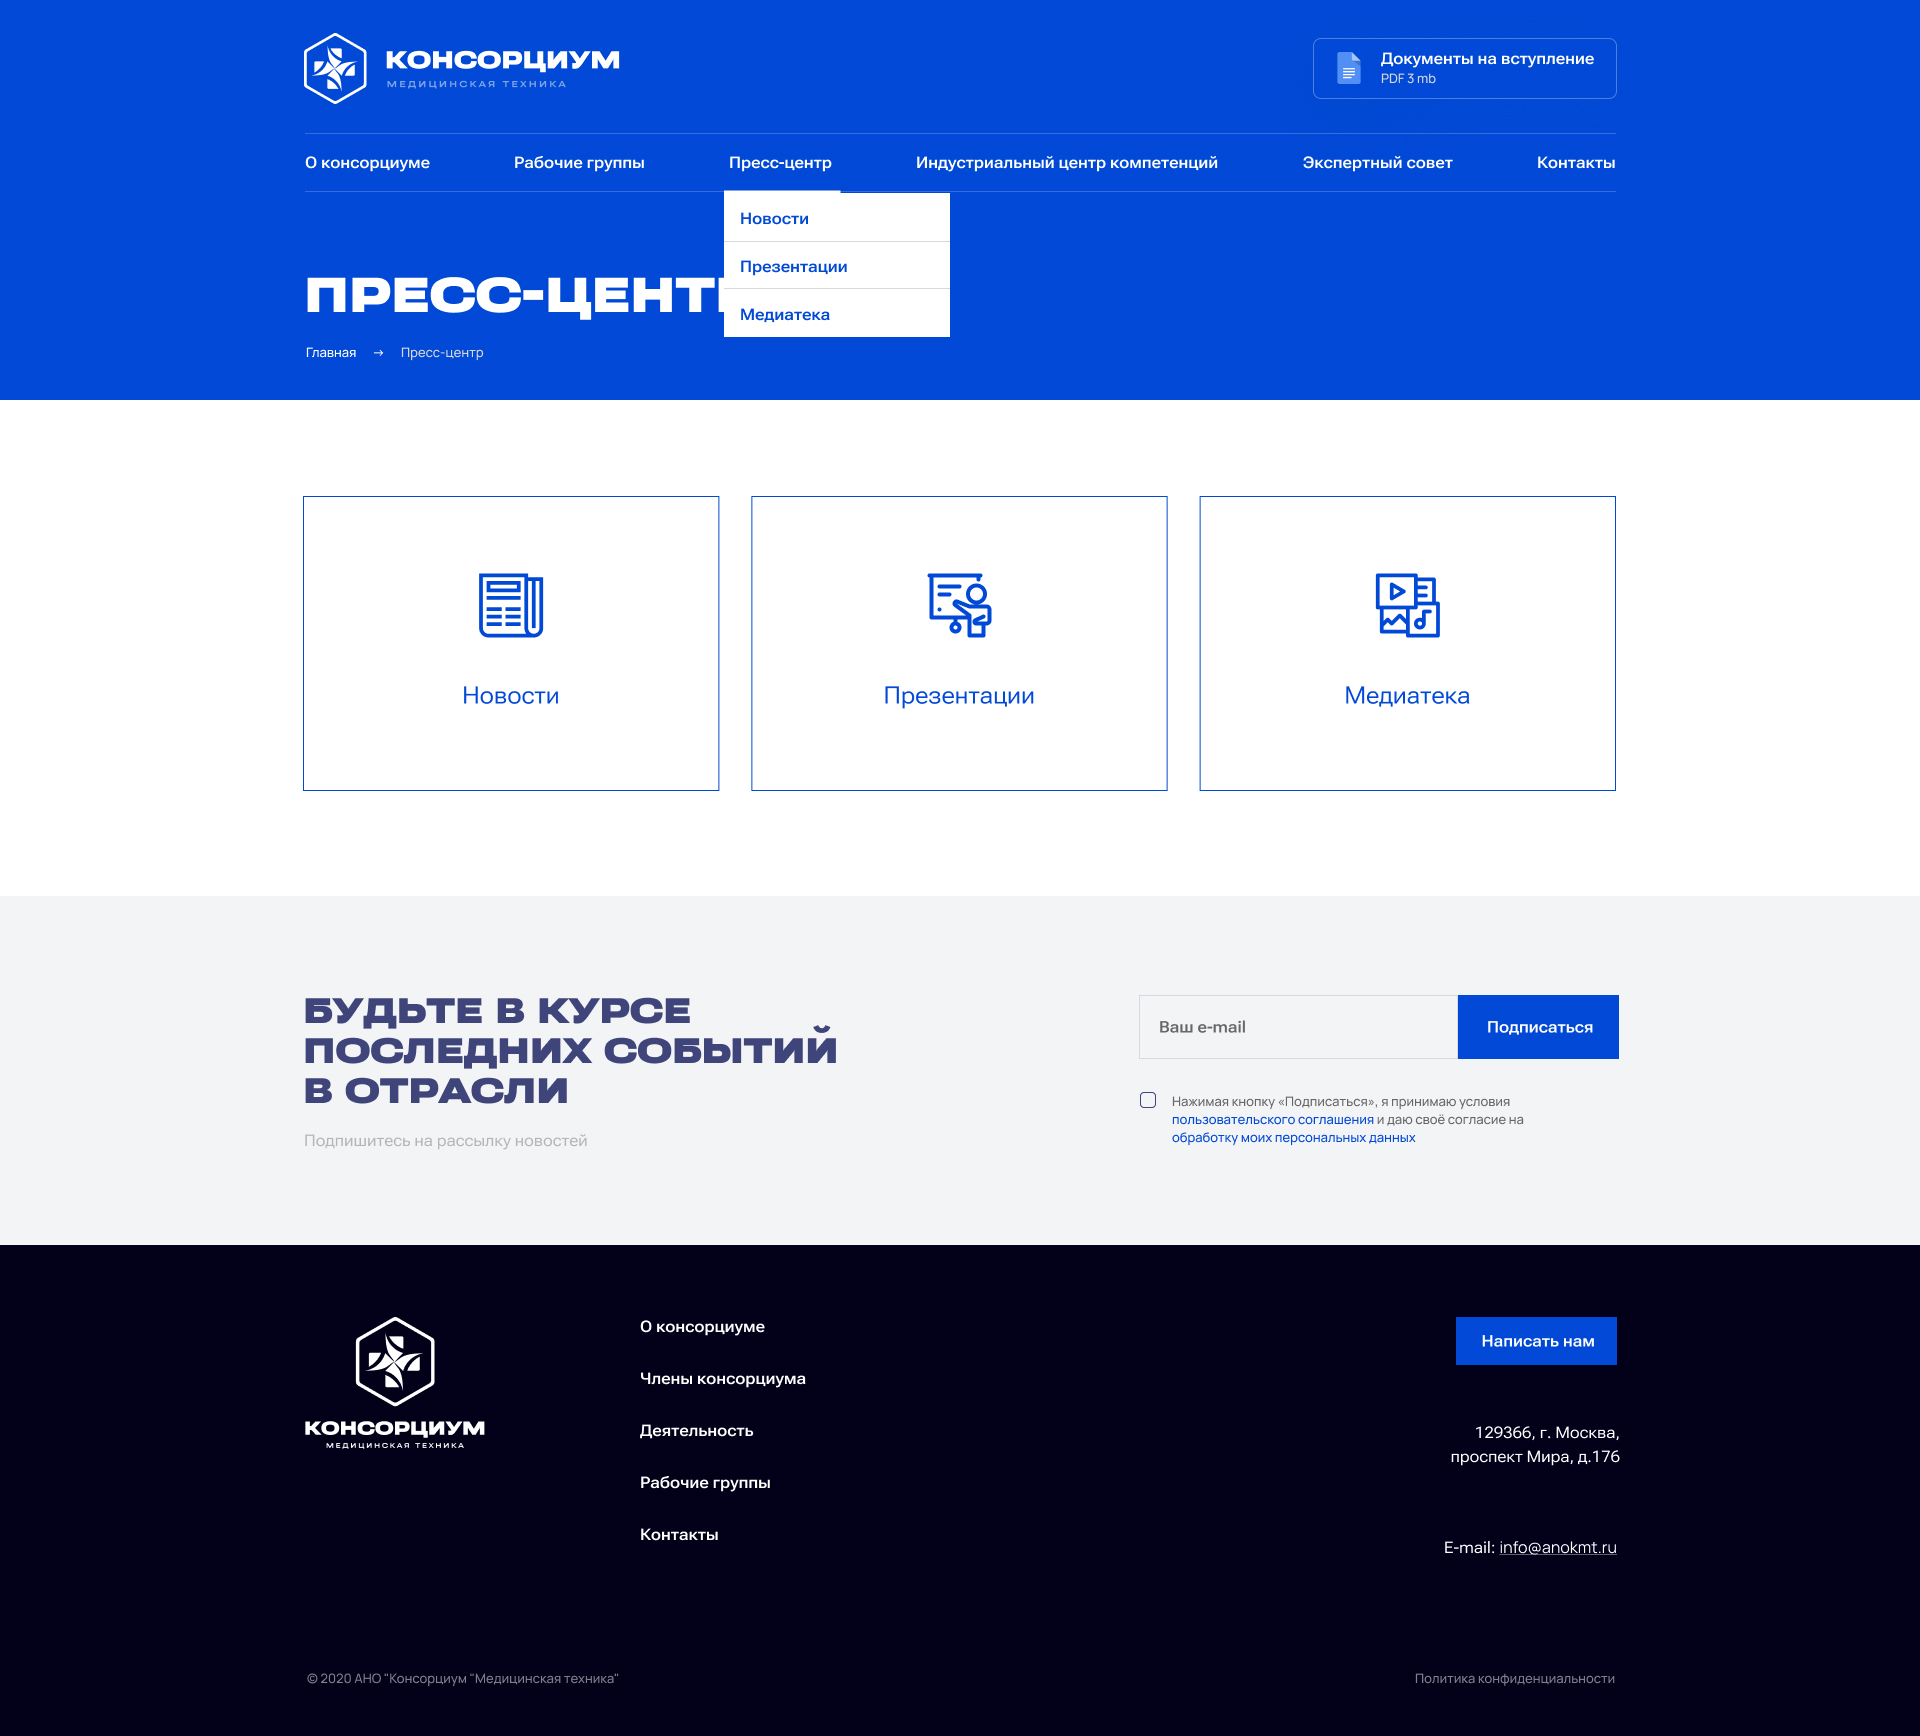 КОНСОРЦИУМ
МЕДИЦИНСКАЯ ТЕХНИКА
Документы на вступление
PDF 3 mb
О консорциуме
Рабочие группы
Пресс-центр
Индустриальный центр компетенций
Экспертный совет
Контакты
Новости
Презентации
Медиатека
ПРЕСС-ЦЕНТ
Главная → Пресс-центр
Новости
Презентации
Медиатека
БУДЬТЕ В КУРСЕ
ПОСЛЕДНИХ СОБЫТИЙ
В ОТРАСЛИ
Подпишитесь на рассылку новостей
Ваш e-mail
Подписаться
Нажимая кнопку «Подписаться», я принимаю условия
пользовательского соглашения и даю своё согласие на
обработку моих персональных данных
КОНСОРЦИУМ
МЕДИЦИНСКАЯ ТЕХНИКА
О консорциуме
Члены консорциума
Деятельность
Рабочие группы
Контакты
Написать нам
129366, г. Москва,
проспект Мира, д.176
E-mail: info@anokmt.ru
© 2020 АНО "Консорциум "Медицинская техника"
Политика конфиденциальности